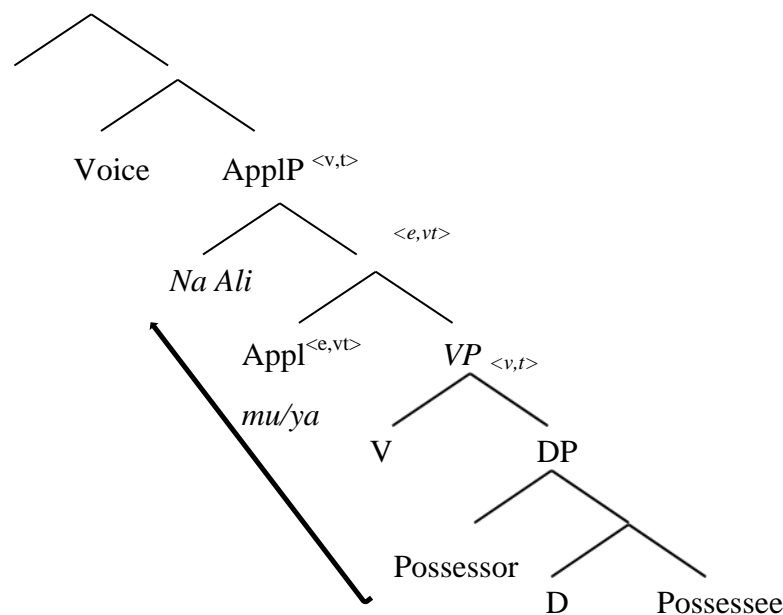 Voice ApplP <v,t>
<e,vt>
Na Ali
Appl<e,vt> VP <v,t>
mu/ya
V DP
Possessor
D Possessee